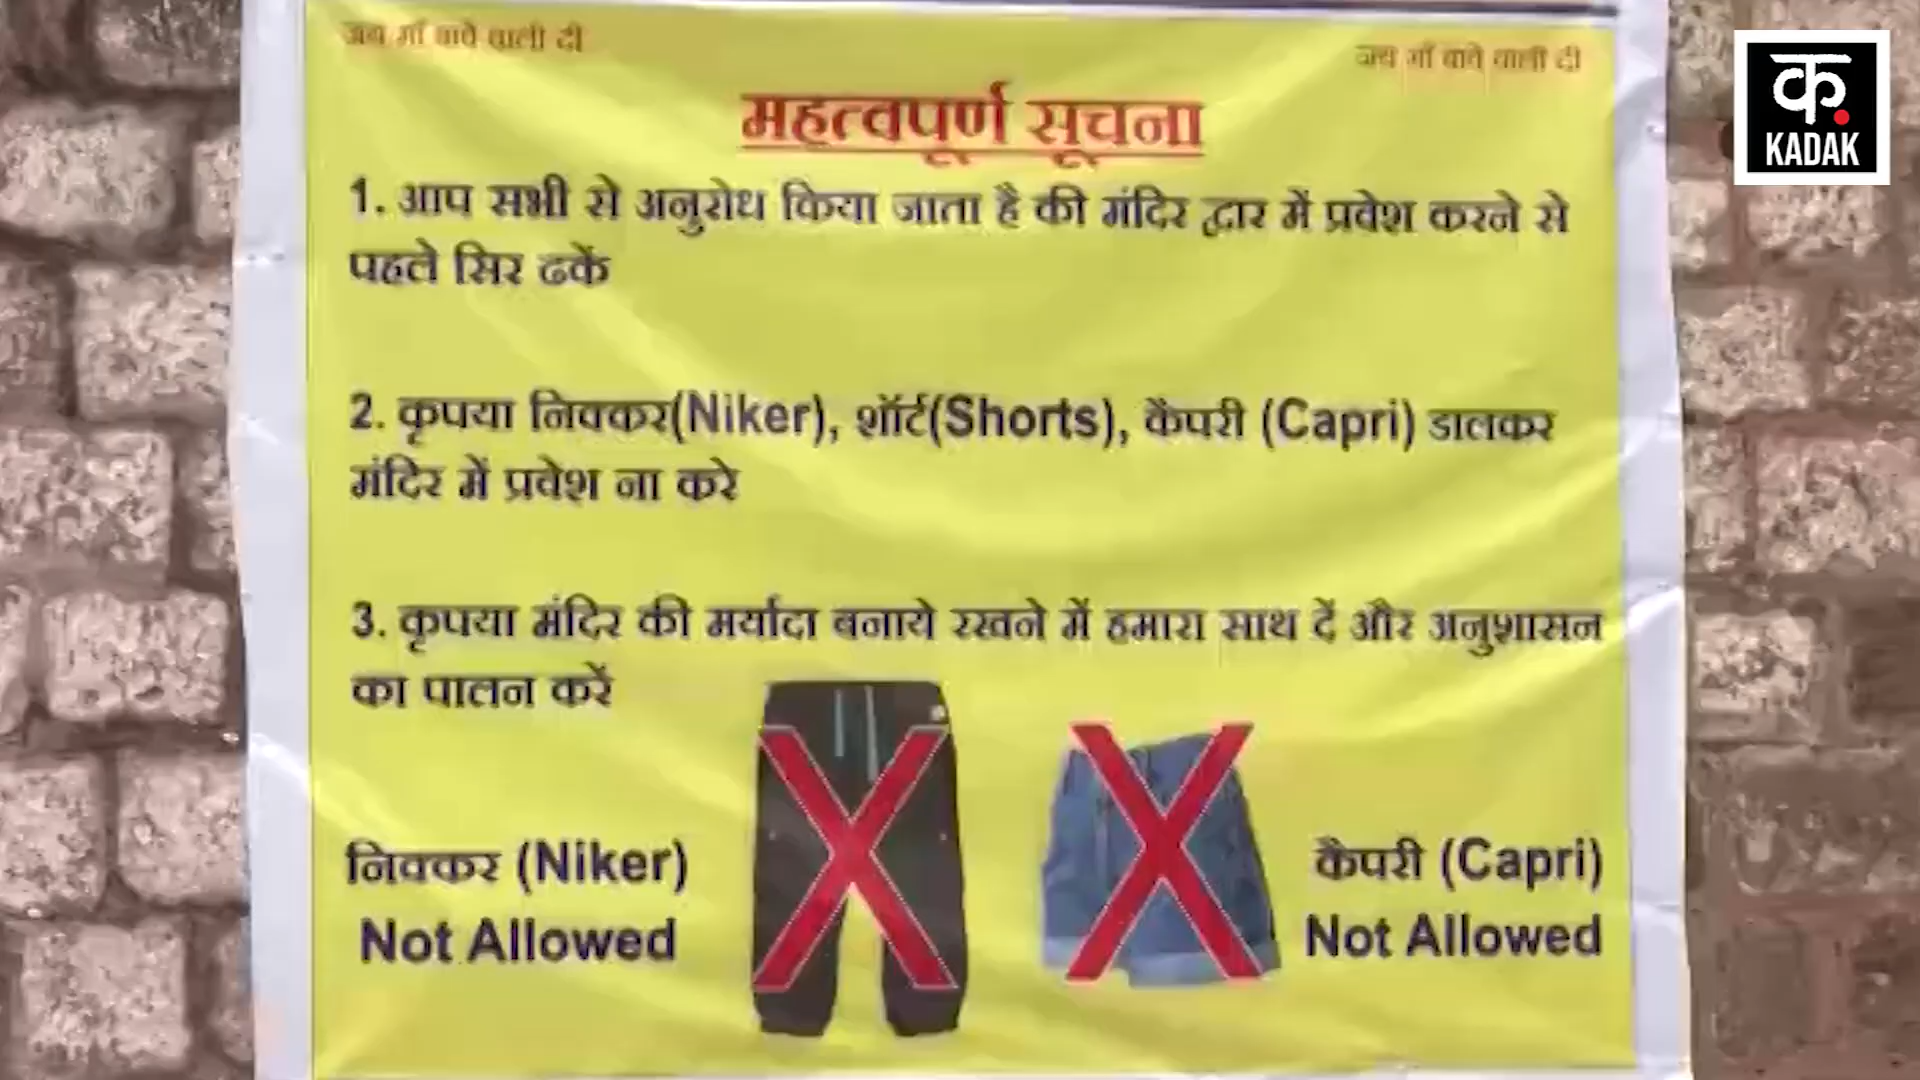 जय माँ बावे वाली दी
जय माँ बावे वाली दी
क.
KADAK
महत्वपूर्ण सूचना
1. आप सभी से अनुरोध किया जाता है की मंदिर द्वार में प्रवेश करने से
पहले सिर ढकें
2. कृपया निक्कर(Niker), शॉर्ट(Shorts), कैपरी (Capri) डालकर
मंदिर में प्रवेश ना करे
3. कृपया मंदिर की मर्यादा बनाये रखने में हमारा साथ दें और अनुशासन
का पालन करें
निक्कर (Niker)
Not Allowed
कैपरी (Capri)
Not Allowed